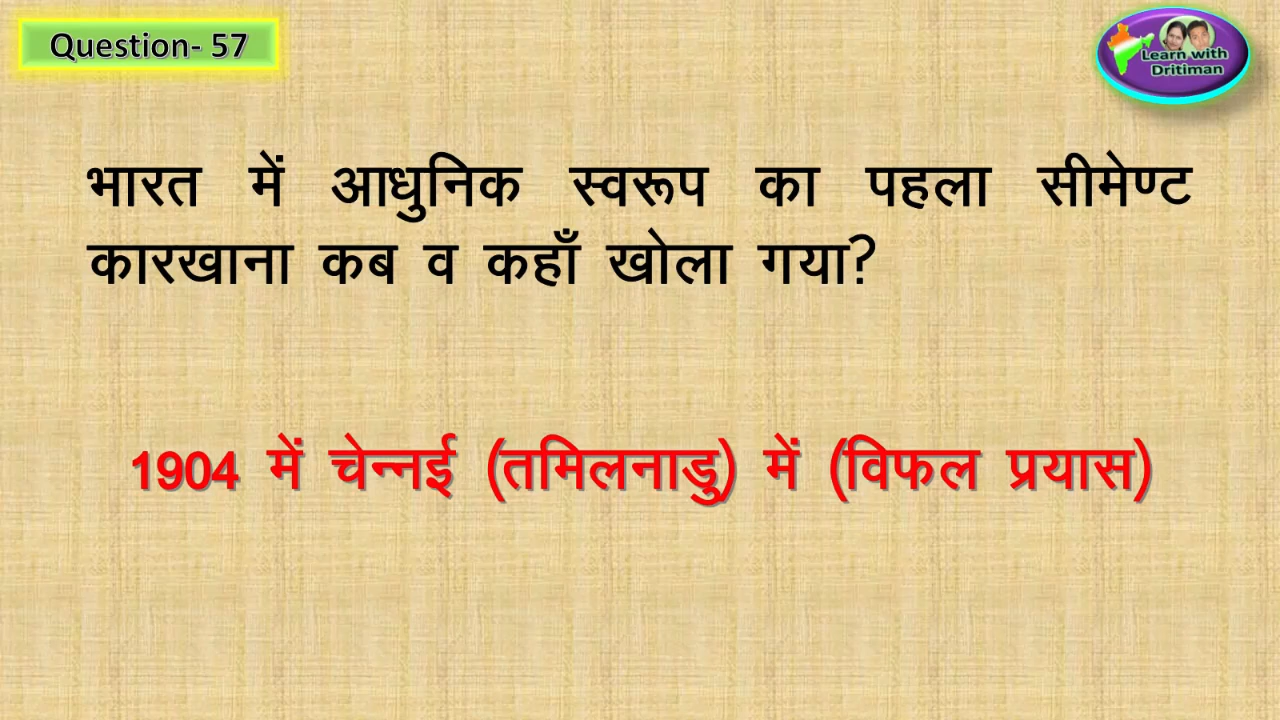 Question- 57
Learn with
Dritiman
भारत में आधुनिक स्वरूप का पहला सीमेण्ट
कारखाना कब व कहाँ खोला गया?
1904 में चेन्नई (तमिलनाडु) में (विफल प्रयास)